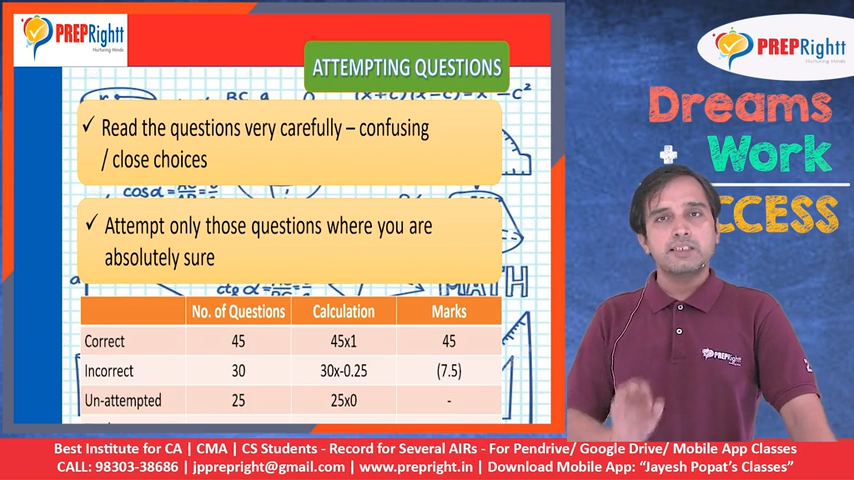 PREPRightt
Nurturing Minds
ATTEMPTING QUESTIONS
✓ Read the questions very carefully – confusing
/ close choices
✓ Attempt only those questions where you are
absolutely sure
No. of Questions Calculation Marks
Correct 45 45x1 45
Incorrect 30 30x-0.25 (7.5)
Un-attempted 25 25x0 -
MATH
PREPRightt
Nurturing Minds
Dreams
+ Work
CCESS
PREPRightt
Best Institute for CA | CMA | CS Students - Record for Several AIRs - For Pendrive/ Google Drive/ Mobile App Classes
CALL: 98303-38686 | jpprepright@gmail.com | www.prepright.in | Download Mobile App: “Jayesh Popat's Classes”